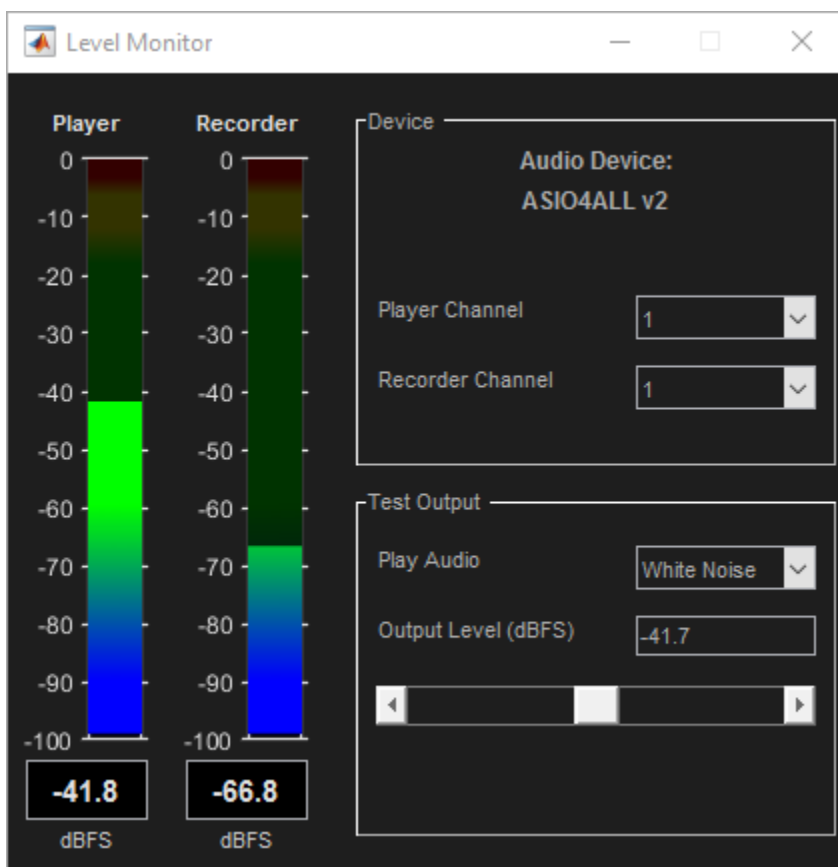 Level Monitor
Player
Recorder
0
-10
-20
-30
-40
-50
-60
-70
-80
-90
-100
-41.8
dBFS
0
-10
-20
-30
-40
-50
-60
-70
-80
-90
-100
-66.8
dBFS
Device
Audio Device:
ASIO4ALL v2
Player Channel
1
Recorder Channel
1
Test Output
Play Audio
White Noise
Output Level (dBFS)
-41.7